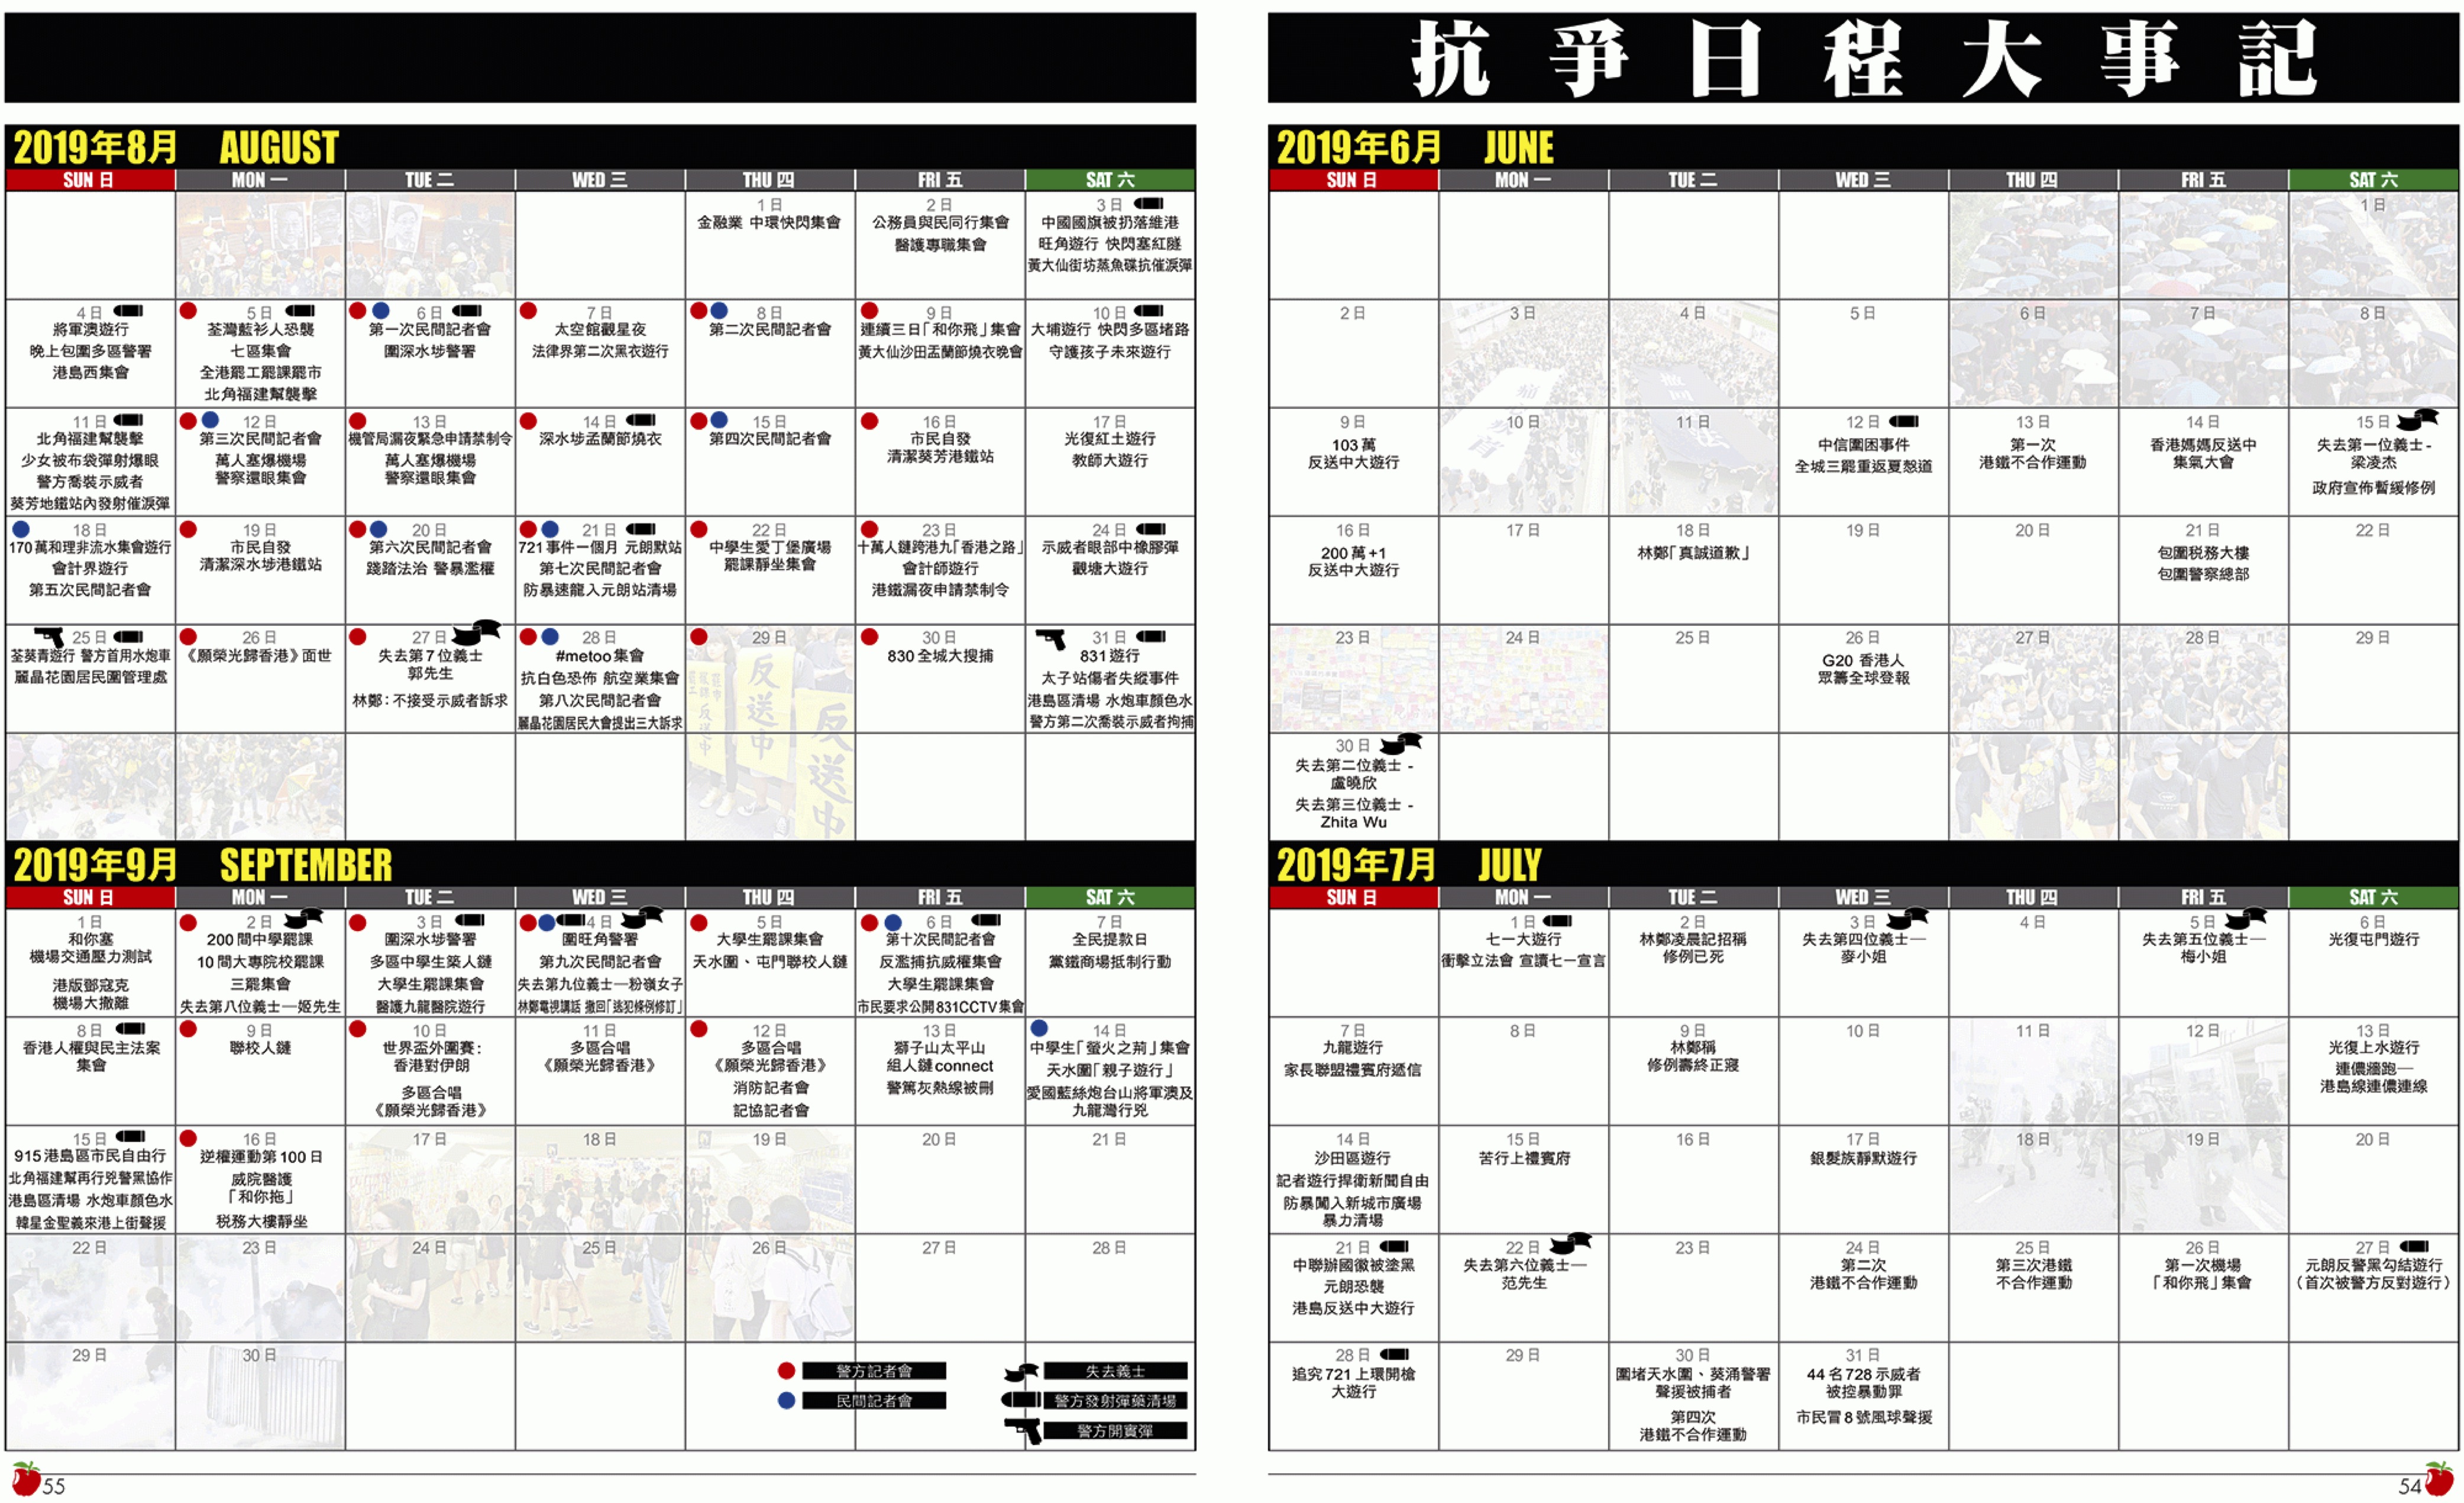 抗爭日程大事記
2019年6月 JUNE
SUN 日 MON 一 TUE 二 WED 三 THU 四 FRI 五 SAT 六
1日
2日
3日
4日
5日
6日
7日
8日
9日
103萬
反送中大遊行
10日
11日
12日
中信圍困事件
全城三罷重返夏愨道
13日
第一次
港鐵不合作運動
14日
香港媽媽反送中
集氣大會
15日
失去第一位義士-
梁凌杰
政府宣佈暫緩修例
16日
200萬+1
反送中大遊行
17日
18日
林鄭「真誠道歉」
19日
20日
21日
包圍稅務大樓
包圍警察總部
22日
23日
24日
25日
26日
G20 香港人
眾籌全球登報
27日
28日
29日
30日
失去第二位義士 -
盧曉欣
失去第三位義士 -
Zhita Wu
2019年7月 JULY
SUN 日 MON 一 TUE 二 WED 三 THU 四 FRI 五 SAT 六
1日
七一大遊行
衝擊立法會 宣讀七一宣言
2日
林鄭凌晨記招稱
修例已死
3日
失去第四位義士—
麥小姐
4日
5日
失去第五位義士—
梅小姐
6日
光復屯門遊行
7日
九龍遊行
家長聯盟禮賓府遞信
8日
9日
林鄭稱
修例壽終正寢
10日
11日
12日
13日
光復上水遊行
連儂牆跑—
港島線連儂連線
14日
沙田區遊行
記者遊行捍衛新聞自由
防暴闖入新城市廣場
暴力清場
15日
苦行上禮賓府
16日
17日
銀髮族靜默遊行
18日
19日
20日
21日
中聯辦國徽被塗黑
元朗恐襲
港島反送中大遊行
22日
失去第六位義士—
范先生
23日
24日
第二次
港鐵不合作運動
25日
第三次港鐵
不合作運動
26日
第一次機場
「和你飛」集會
27日
元朗反警黑勾結遊行
（首次被警方反對遊行）
28日
追究721上環開槍
大遊行
29日
30日
圍堵天水圍、葵涌警署
聲援被捕者
第四次
港鐵不合作運動
31日
44名728示威者
被控暴動罪
市民冒8號風球聲援
54
2019年8月 AUGUST
SUN 日 MON 一 TUE 二 WED 三 THU 四 FRI 五 SAT 六
1日
金融業 中環快閃集會
2日
公務員與民同行集會
醫護專職集會
3日
中國國旗被扔落維港
旺角遊行 快閃塞紅隧
黃大仙街坊蒸魚碟抗催淚彈
4日
將軍澳遊行
晚上包圍多區警署
港島西集會
5日
荃灣藍衫人恐襲
七區集會
全港罷工罷課罷市
北角福建幫襲擊
6日
第一次民間記者會
圍深水埗警署
7日
太空館觀星夜
法律界第二次黑衣遊行
8日
第二次民間記者會
9日
連續三日「和你飛」集會
黃大仙沙田盂蘭節燒衣晚會
10日
大埔遊行 快閃多區堵路
守護孩子未來遊行
11日
北角福建幫襲擊
少女被布袋彈射爆眼
警方喬裝示威者
葵芳地鐵站內發射催淚彈
12日
第三次民間記者會
萬人塞爆機場
警察還眼集會
13日
機管局漏夜緊急申請禁制令
萬人塞爆機場
警察還眼集會
14日
深水埗盂蘭節燒衣
15日
第四次民間記者會
16日
市民自發
清潔葵芳港鐵站
17日
光復紅土遊行
教師大遊行
18日
170萬和理非流水集會遊行
會計界遊行
第五次民間記者會
19日
市民自發
清潔深水埗港鐵站
20日
第六次民間記者會
踐踏法治 警暴濫權
21日
721事件一個月 元朗默站
第七次民間記者會
防暴速龍入元朗站清場
22日
中學生愛丁堡廣場
罷課靜坐集會
23日
十萬人鏈跨港九「香港之路」
會計師遊行
港鐵漏夜申請禁制令
24日
示威者眼部中橡膠彈
觀塘大遊行
25日
荃葵青遊行 警方首用水炮車
麗晶花園居民圍管理處
26日
《願榮光歸香港》面世
27日
失去第7位義士
郭先生
林鄭：不接受示威者訴求
28日
#metoo集會
抗白色恐怖 航空業集會
第八次民間記者會
麗晶花園居民大會提出三大訴求
29日
反送中
反送中
反送中
30日
830全城大搜捕
31日
831遊行
太子站傷者失縱事件
港島區清場 水炮車顏色水
警方第二次喬裝示威者拘捕
2019年9月 SEPTEMBER
SUN 日 MON 一 TUE 二 WED 三 THU 四 FRI 五 SAT 六
1日
和你塞
機場交通壓力測試
港版鄧寇克
機場大撤離
2日
200間中學罷課
10間大專院校罷課
三罷集會
失去第八位義士—姬先生
3日
圍深水埗警署
多區中學生築人鏈
大學生罷課集會
醫護九龍醫院遊行
4日
圍旺角警署
第九次民間記者會
失去第九位義士—粉嶺女子
林鄭電視講話 撤回「逃犯條例修訂」
5日
大學生罷課集會
天水圍、屯門聯校人鏈
6日
第十次民間記者會
反濫捕抗威權集會
大學生罷課集會
市民要求公開831CCTV集會
7日
全民提款日
黨鐵商場抵制行動
8日
香港人權與民主法案
集會
9日
聯校人鏈
10日
世界盃外圍賽：
香港對伊朗
多區合唱
《願榮光歸香港》
11日
多區合唱
《願榮光歸香港》
12日
多區合唱
《願榮光歸香港》
消防記者會
記協記者會
13日
獅子山太平山
組人鏈connect
警篤灰熱線被刪
14日
中學生「螢火之荊」集會
天水圍「親子遊行」
愛國藍絲炮台山將軍澳及
九龍灣行兇
15日
915港島區市民自由行
北角福建幫再行兇警黑協作
港島區清場 水炮車顏色水
韓星金聖義來港上街聲援
16日
逆權運動第100日
威院醫護
「和你拖」
稅務大樓靜坐
17日
18日
19日
20日
21日
22日
23日
24日
25日
26日
27日
28日
29日
30日
警方記者會
民間記者會
失去義士
警方發射彈藥清場
警方開實彈
55